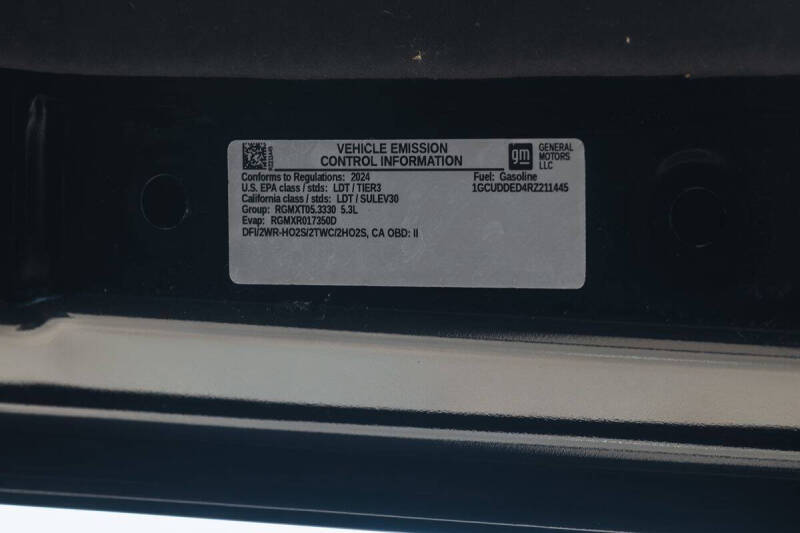 VEHICLE EMISSION
CONTROL INFORMATION
gm
GENERAL
MOTORS
LLC
Conforms to Regulations: 2024
Fuel: Gasoline
U.S. EPA class / stds: LDT / TIER3
1GCUDDED4RZ211445
California class / stds: LDT / SULEV30
Group: RGMXT05.3330 5.3L
Evap: RGMXR017350D
DFI/2WR-HO2S/2TWC/2HO2S, CA OBD: II